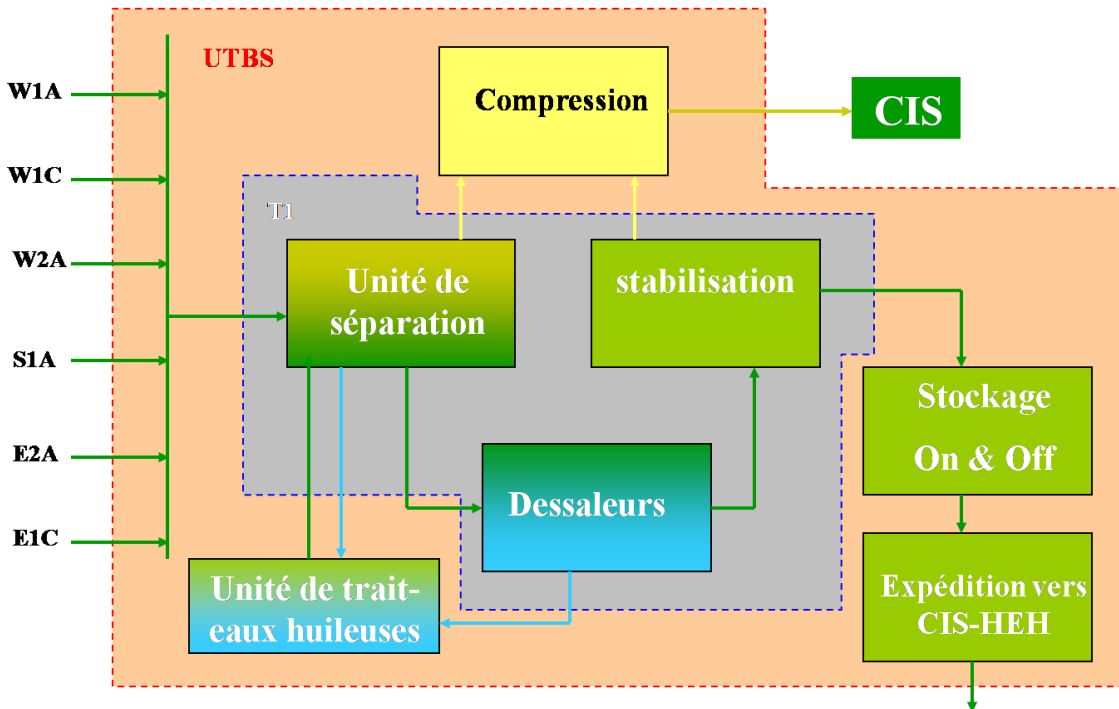 UTBS
W1A
W1C
W2A
S1A
E2A
E1C
Compression
CIS
T1
Unité de
séparation
stabilisation
Dessaleurs
Stockage
On & Off
Unité de trait-
eaux huileuses
Expédition vers
CIS-HEH